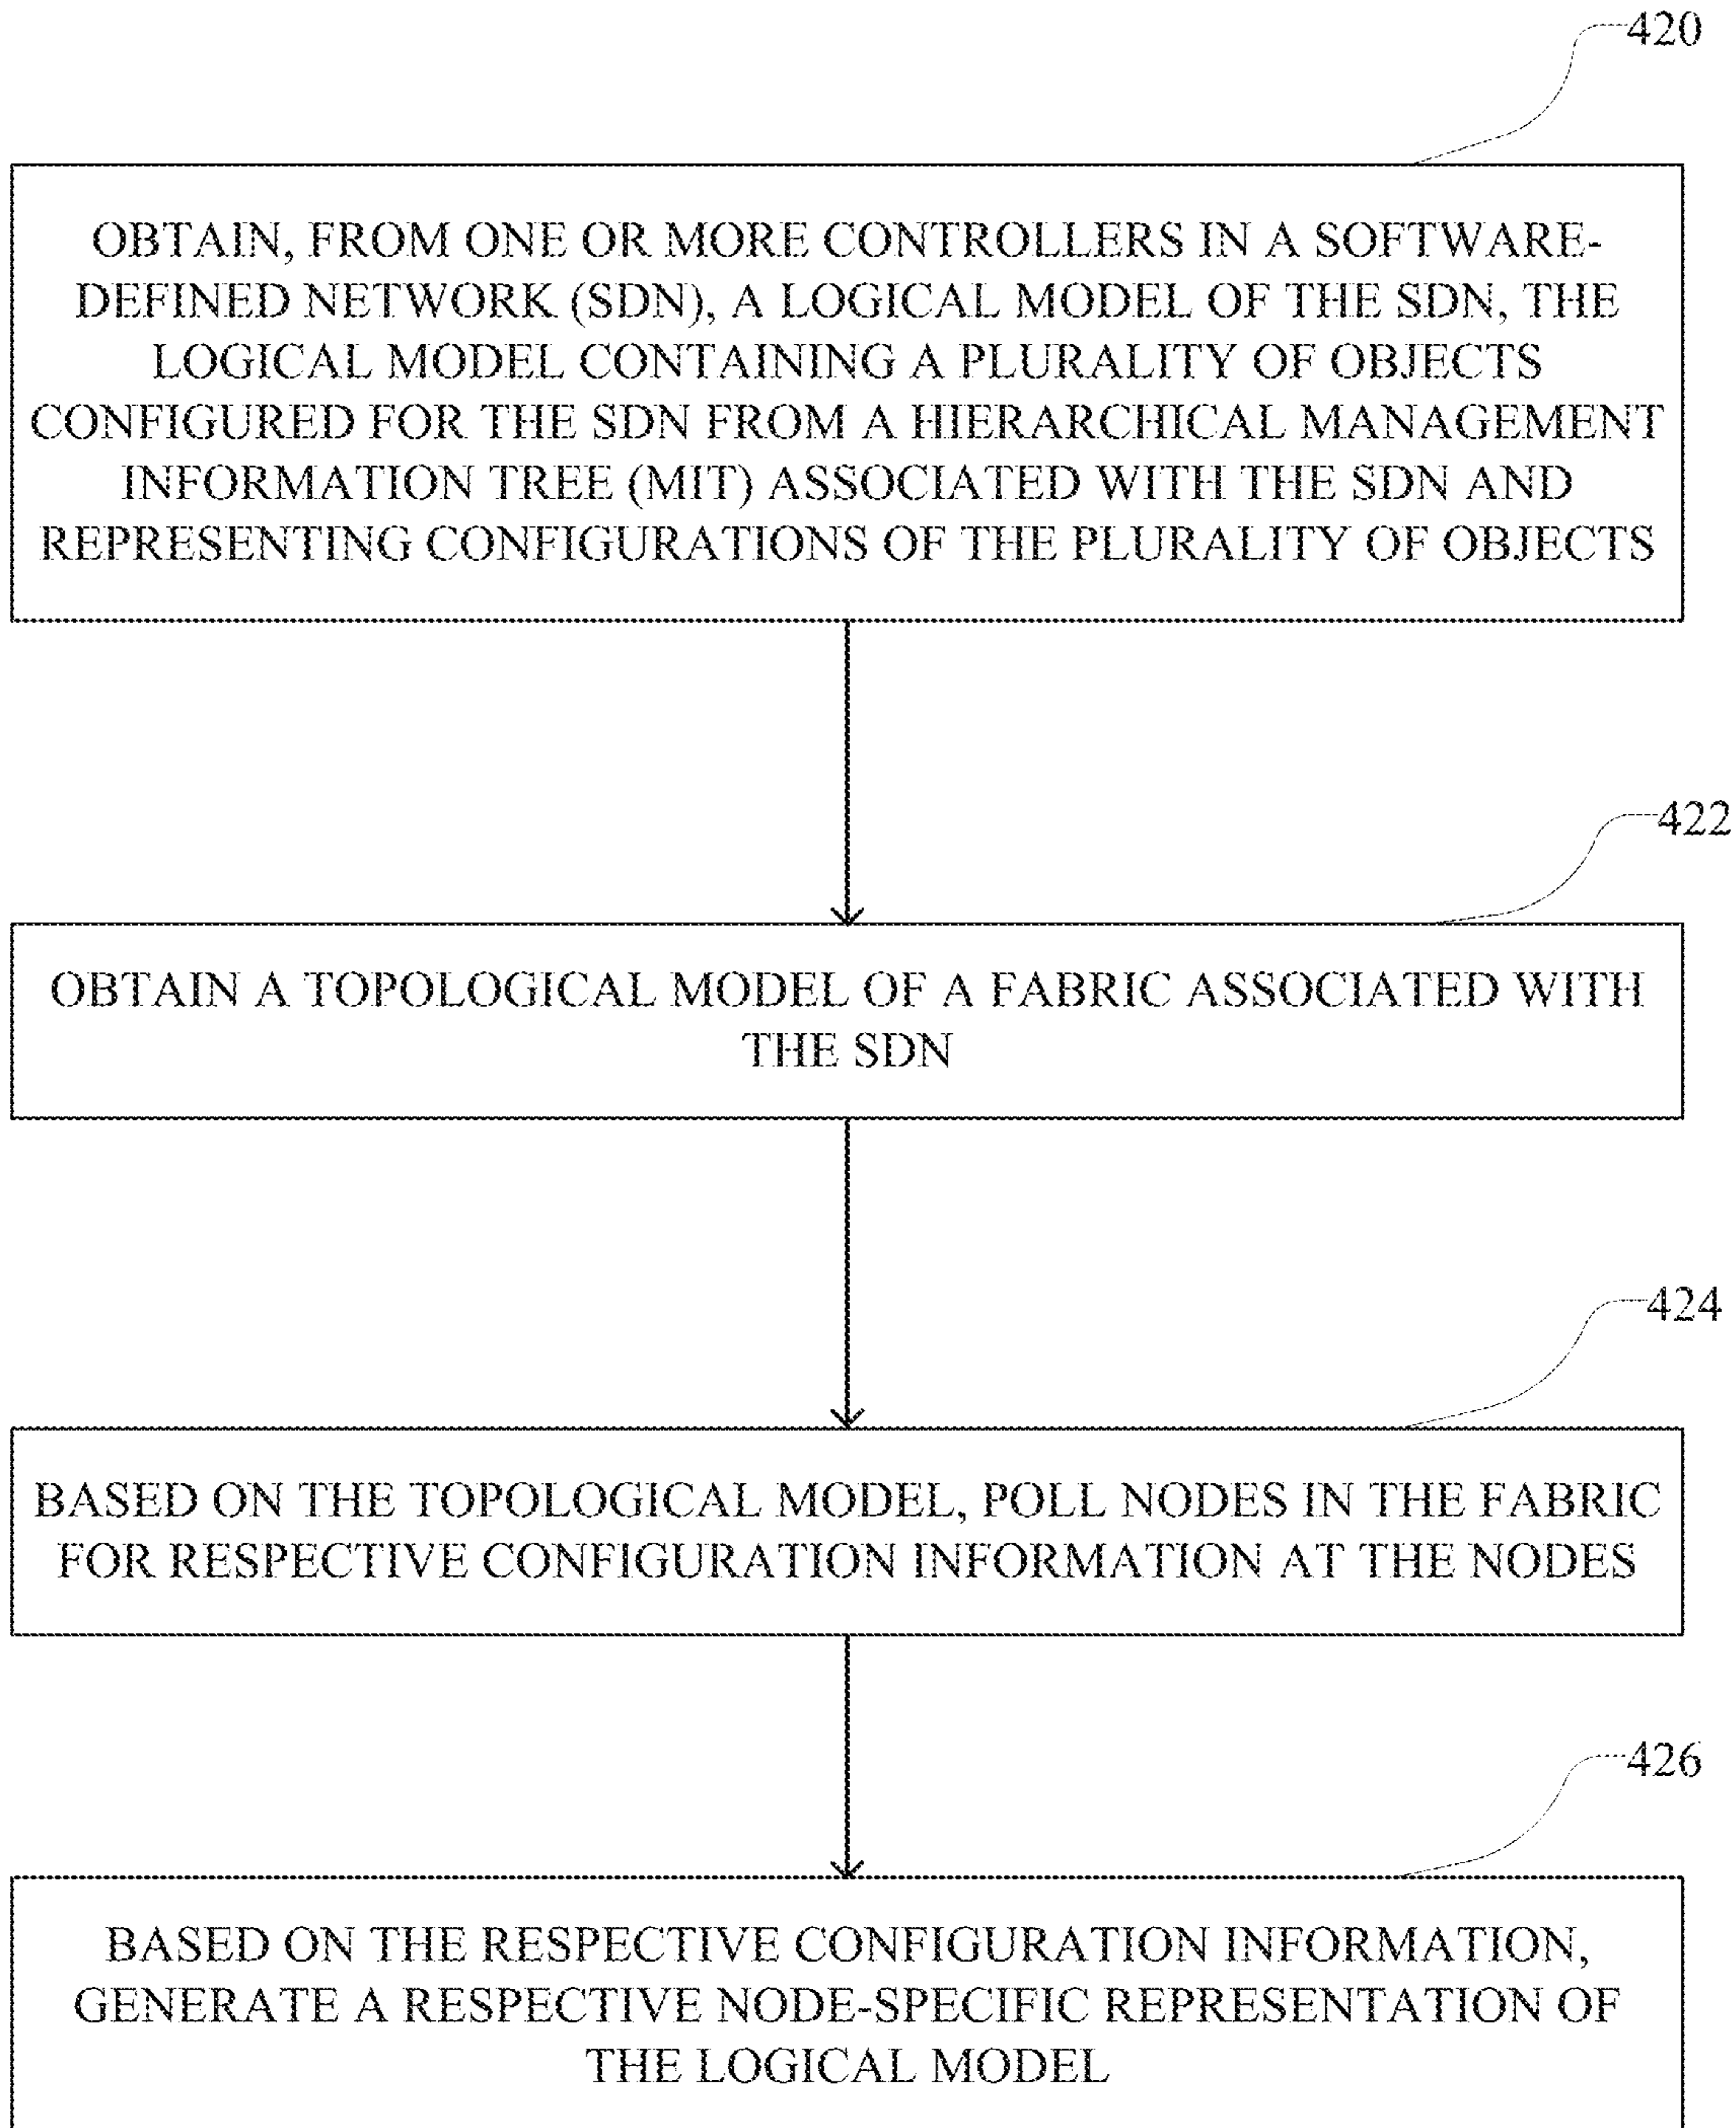 420
OBTAIN, FROM ONE OR MORE CONTROLLERS IN A SOFTWARE-
DEFINED NETWORK (SDN), A LOGICAL MODEL OF THE SDN, THE
LOGICAL MODEL CONTAINING A PLURALITY OF OBJECTS
CONFIGURED FOR THE SDN FROM A HIERARCHICAL MANAGEMENT
INFORMATION TREE (MIT) ASSOCIATED WITH THE SDN AND
REPRESENTING CONFIGURATIONS OF THE PLURALITY OF OBJECTS
422
OBTAIN A TOPOLOGICAL MODEL OF A FABRIC ASSOCIATED WITH
THE SDN
424
BASED ON THE TOPOLOGICAL MODEL, POLL NODES IN THE FABRIC
FOR RESPECTIVE CONFIGURATION INFORMATION AT THE NODES
426
BASED ON THE RESPECTIVE CONFIGURATION INFORMATION,
GENERATE A RESPECTIVE NODE-SPECIFIC REPRESENTATION OF
THE LOGICAL MODEL